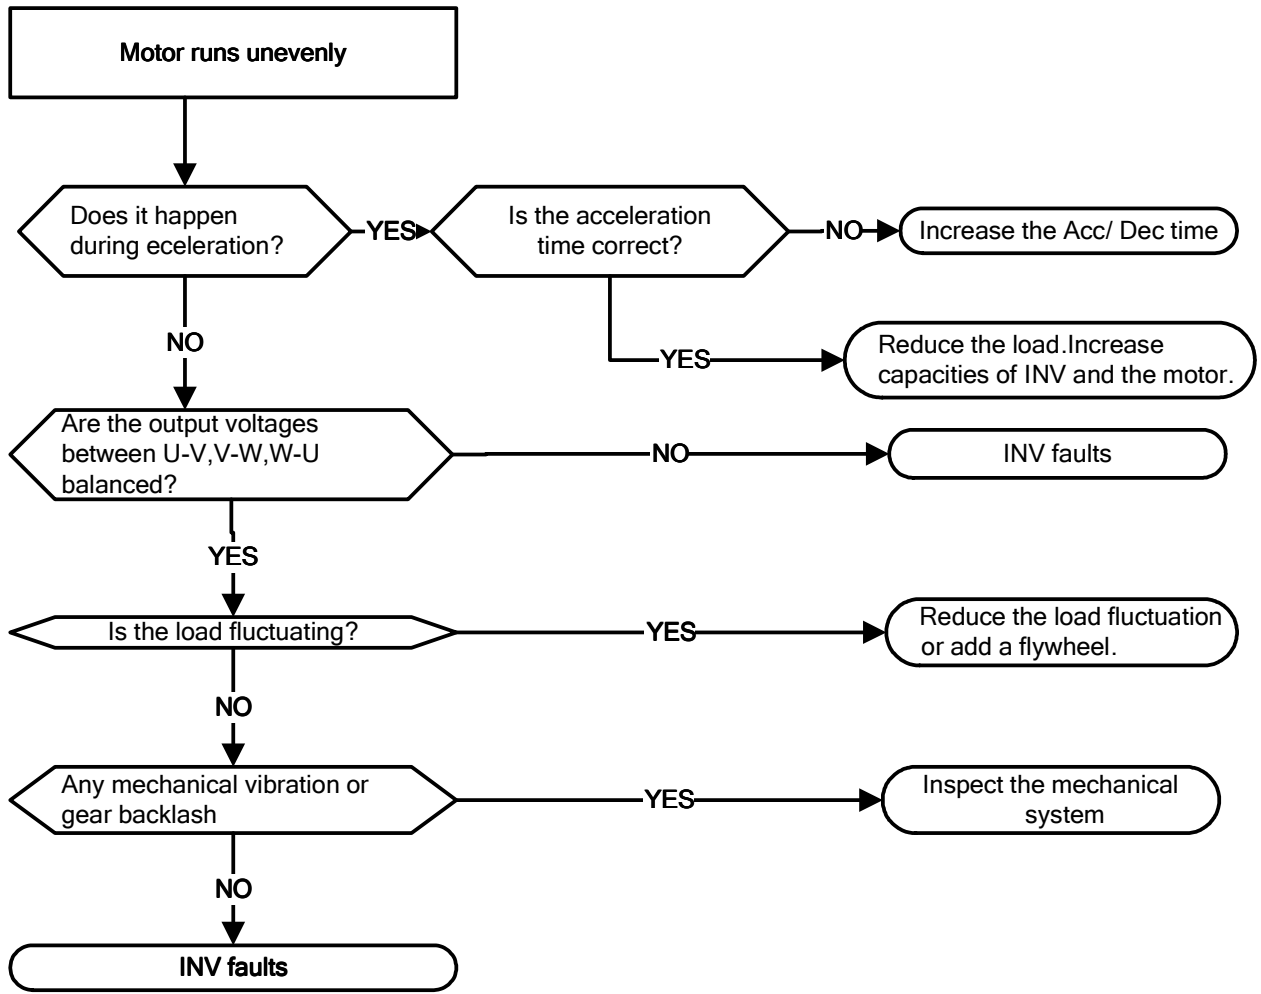 Motor runs unevenly
Does it happen
during eceleration?
YES
Is the acceleration
time correct?
NO
Increase the Acc/ Dec time
NO
YES
Reduce the load.Increase
capacities of INV and the motor.
Are the output voltages
between U-V,V-W,W-U
balanced?
NO
INV faults
YES
Is the load fluctuating?
YES
Reduce the load fluctuation
or add a flywheel.
NO
Any mechanical vibration or
gear backlash
YES
Inspect the mechanical
system
NO
INV faults